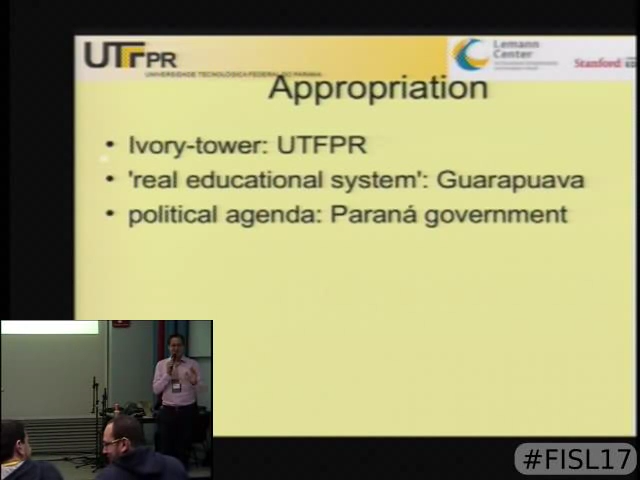 UTFPR
UNIVERSIDADE TECNOLÓGICA FEDERAL DO PARANÁ
Lemann
Center
Stanford
Appropriation
• Ivory-tower: UTFPR
• 'real educational system': Guarapuava
• political agenda: Paraná government
#FISL17